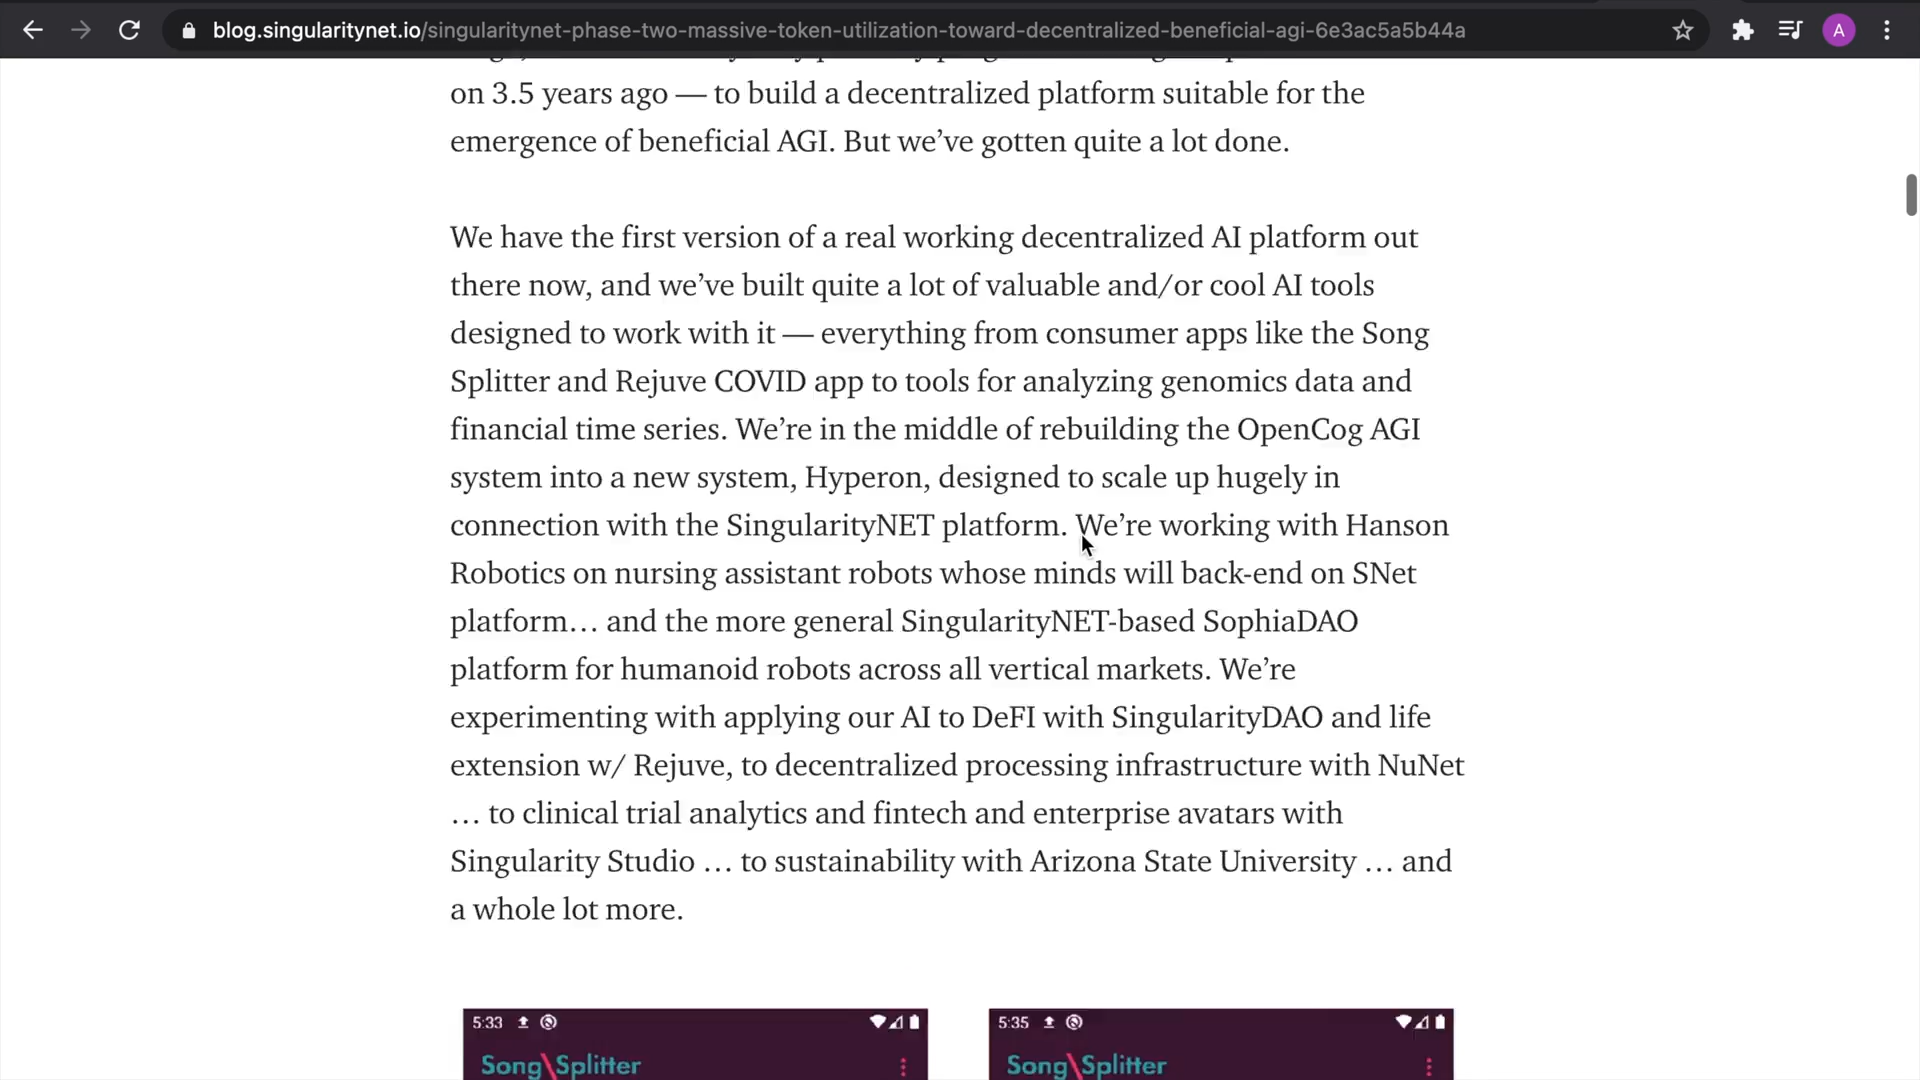 blog.singularitynet.io/singularitynet-phase-two-massive-token-utilization-toward-decentralized-beneficial-agi-6e3ac5a5b44a
A
on 3.5 years ago — to build a decentralized platform suitable for the
emergence of beneficial AGI. But we’ve gotten quite a lot done.
We have the first version of a real working decentralized AI platform out
there now, and we’ve built quite a lot of valuable and/or cool AI tools
designed to work with it — everything from consumer apps like the Song
Splitter and Rejuve COVID app to tools for analyzing genomics data and
financial time series. We’re in the middle of rebuilding the OpenCog AGI
system into a new system, Hyperon, designed to scale up hugely in
connection with the SingularityNET platform. We’re working with Hanson
Robotics on nursing assistant robots whose minds will back-end on SNet
platform… and the more general SingularityNET-based SophiaDAO
platform for humanoid robots across all vertical markets. We’re
experimenting with applying our AI to DeFI with SingularityDAO and life
extension w/ Rejuve, to decentralized processing infrastructure with NuNet
… to clinical trial analytics and fintech and enterprise avatars with
Singularity Studio … to sustainability with Arizona State University … and
a whole lot more.
5:33
5:35
Song\Splitter
Song\Splitter